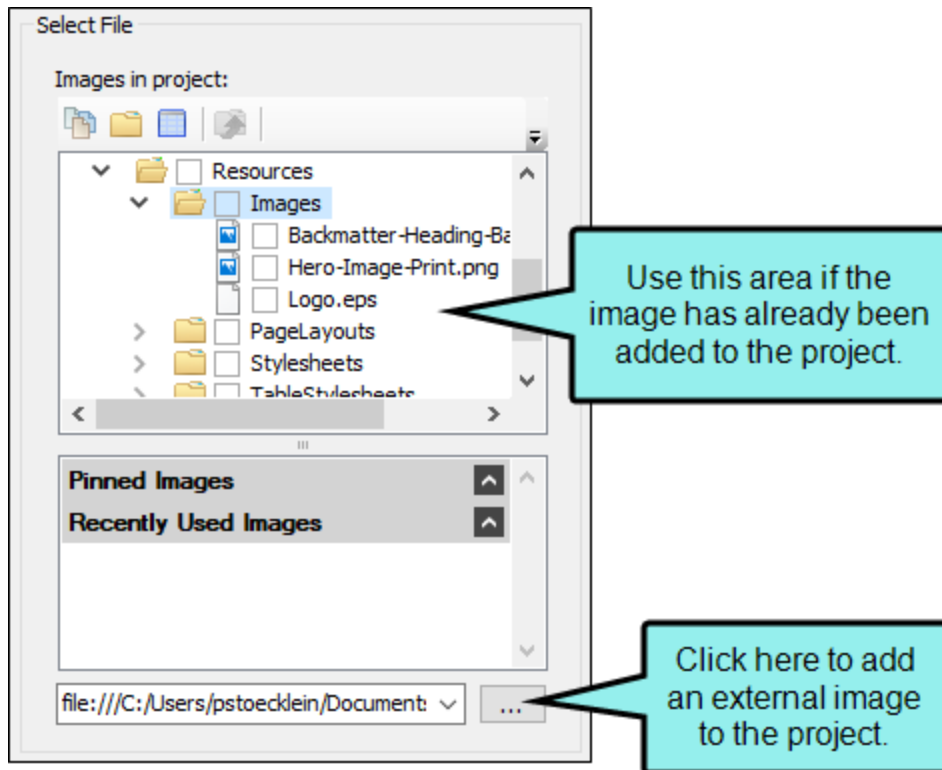 Select File
Images in project:
Resources
Images
Backmatter-Heading-Ba
Hero-Image-Print.png
Logo.eps
PageLayouts
Stylesheets
TableStylesheets
Use this area if the
image has already been
added to the project.
Pinned Images
Recently Used Images
file:///C:/Users/pstoecklein/Document:
...
Click here to add
an external image
to the project.